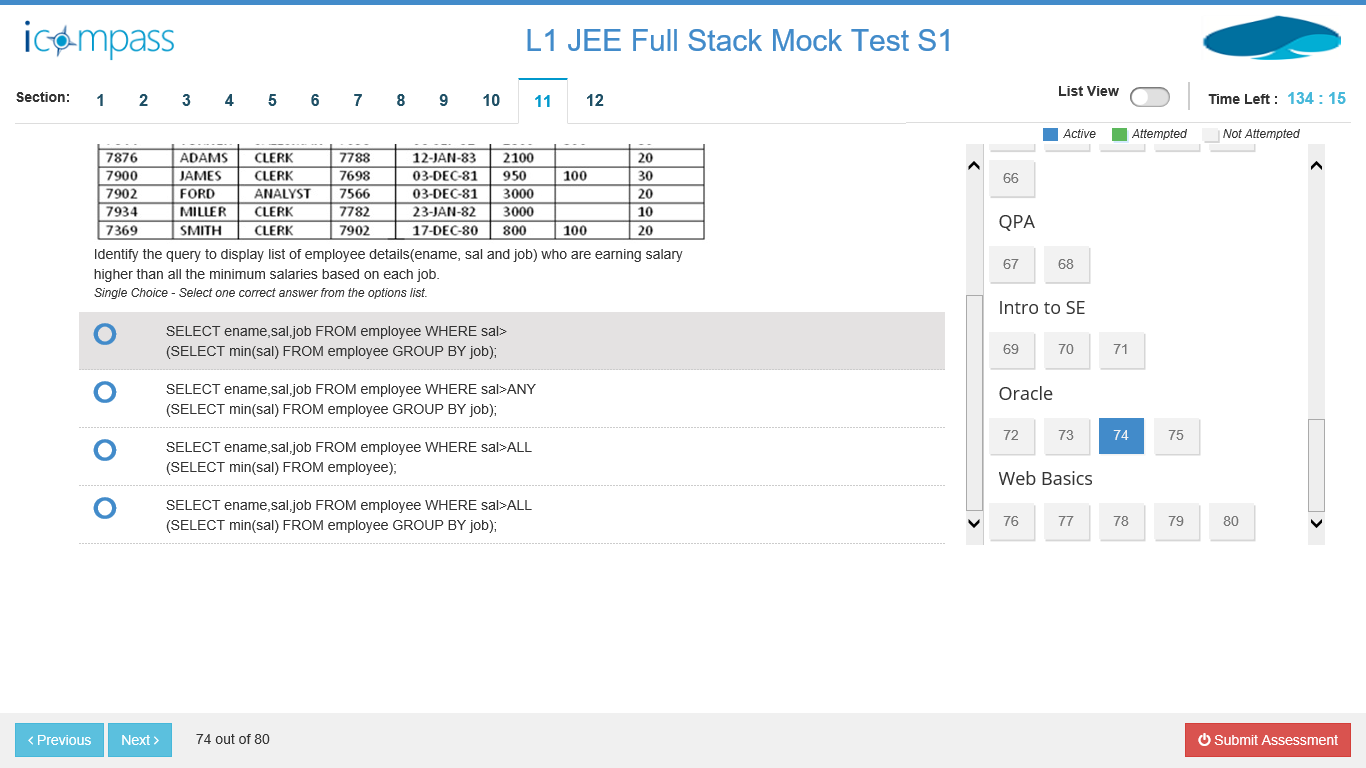 icompass
L1 JEE Full Stack Mock Test S1
Section: 1 2 3 4 5 6 7 8 9 10 11 12
List View
Time Left : 134 : 15
Active Attempted Not Attempted
7876 ADAMS CLERK 7788 12-JAN-83 2100 20
7900 JAMES CLERK 7698 03-DEC-81 950 100 30
7902 FORD ANALYST 7566 03-DEC-81 3000 20
7934 MILLER CLERK 7782 23-JAN-82 3000 10
7369 SMITH CLERK 7902 17-DEC-80 800 100 20
Identify the query to display list of employee details(ename, sal and job) who are earning salary
higher than all the minimum salaries based on each job.
Single Choice - Select one correct answer from the options list.
SELECT ename,sal,job FROM employee WHERE sal>
(SELECT min(sal) FROM employee GROUP BY job);
SELECT ename,sal,job FROM employee WHERE sal>ANY
(SELECT min(sal) FROM employee GROUP BY job);
SELECT ename,sal,job FROM employee WHERE sal>ALL
(SELECT min(sal) FROM employee);
SELECT ename,sal,job FROM employee WHERE sal>ALL
(SELECT min(sal) FROM employee GROUP BY job);
66
QPA
67 68
Intro to SE
69 70 71
Oracle
72 73 74 75
Web Basics
76 77 78 79 80
< Previous
Next >
74 out of 80
Submit Assessment